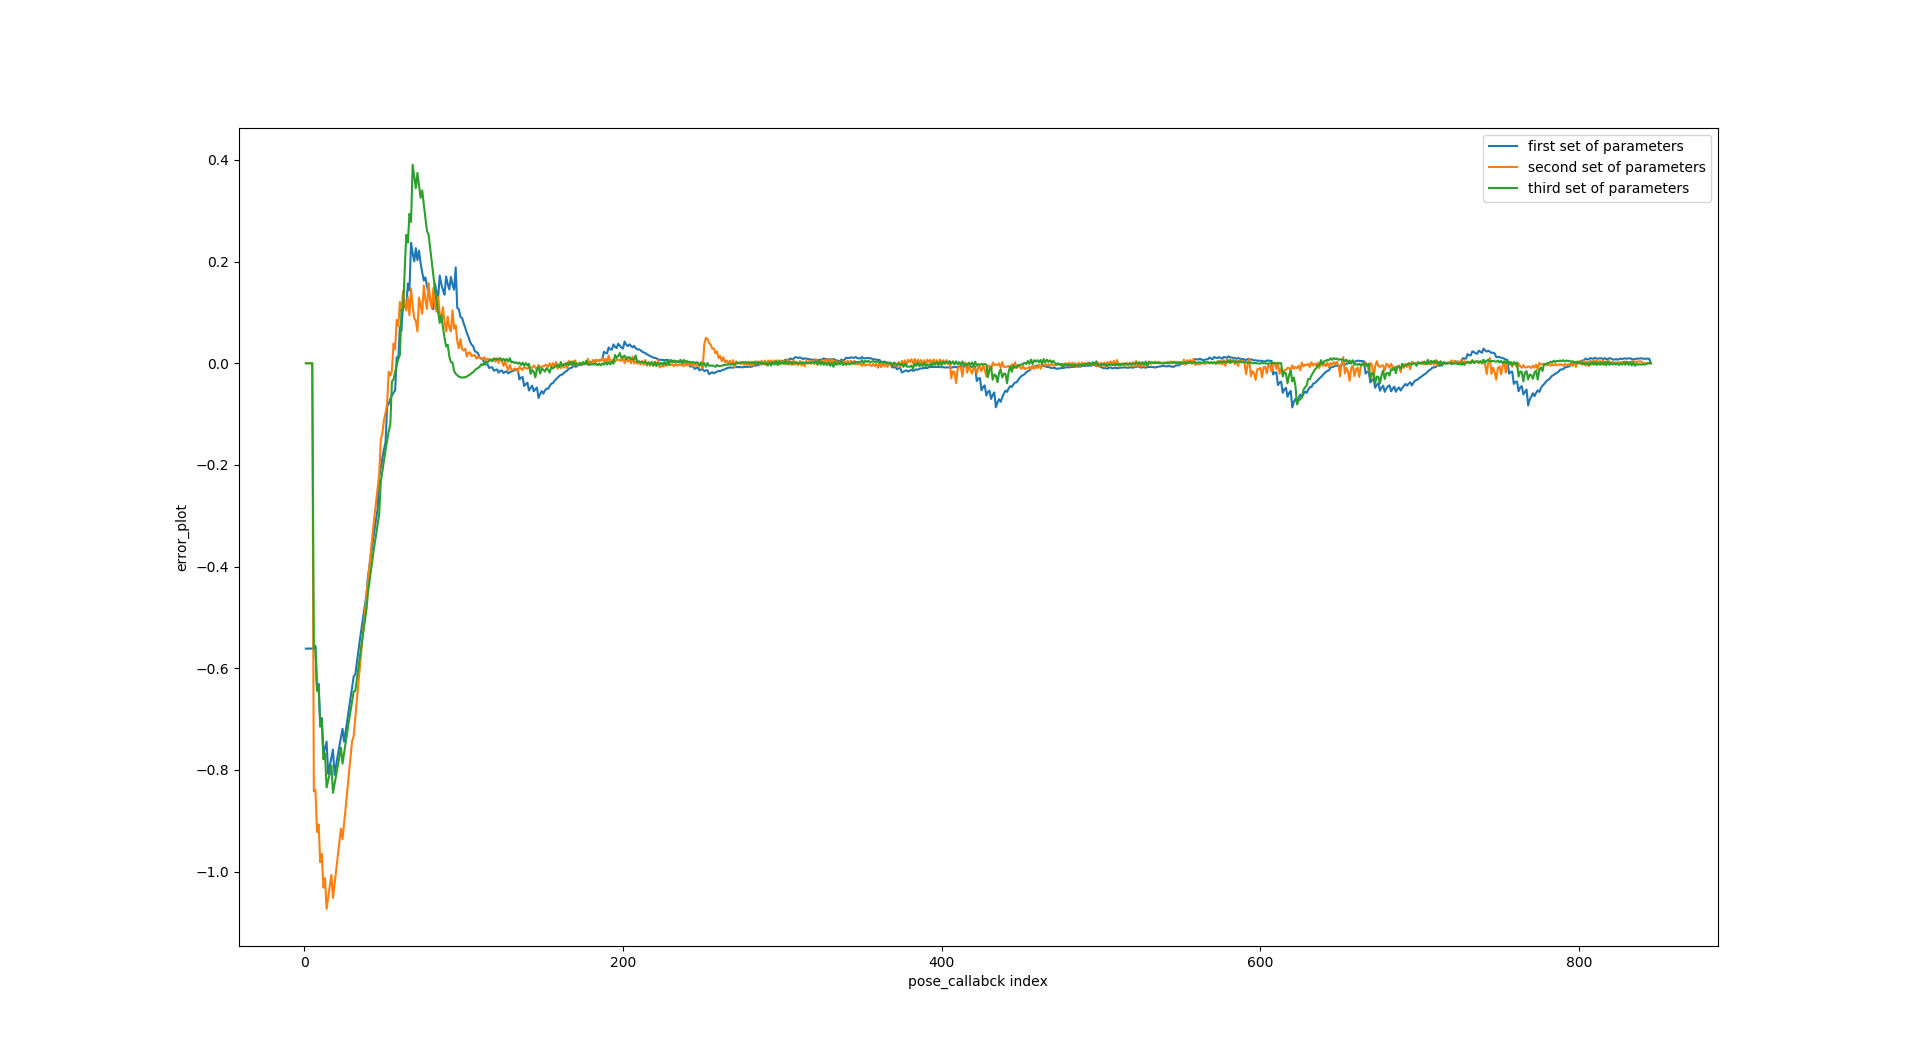 first set of parameters
second set of parameters
third set of parameters
0.4
0.2
0.0
−0.2
−0.4
−0.6
−0.8
−1.0
error_plot
0 200 400 600 800
pose_callabck index